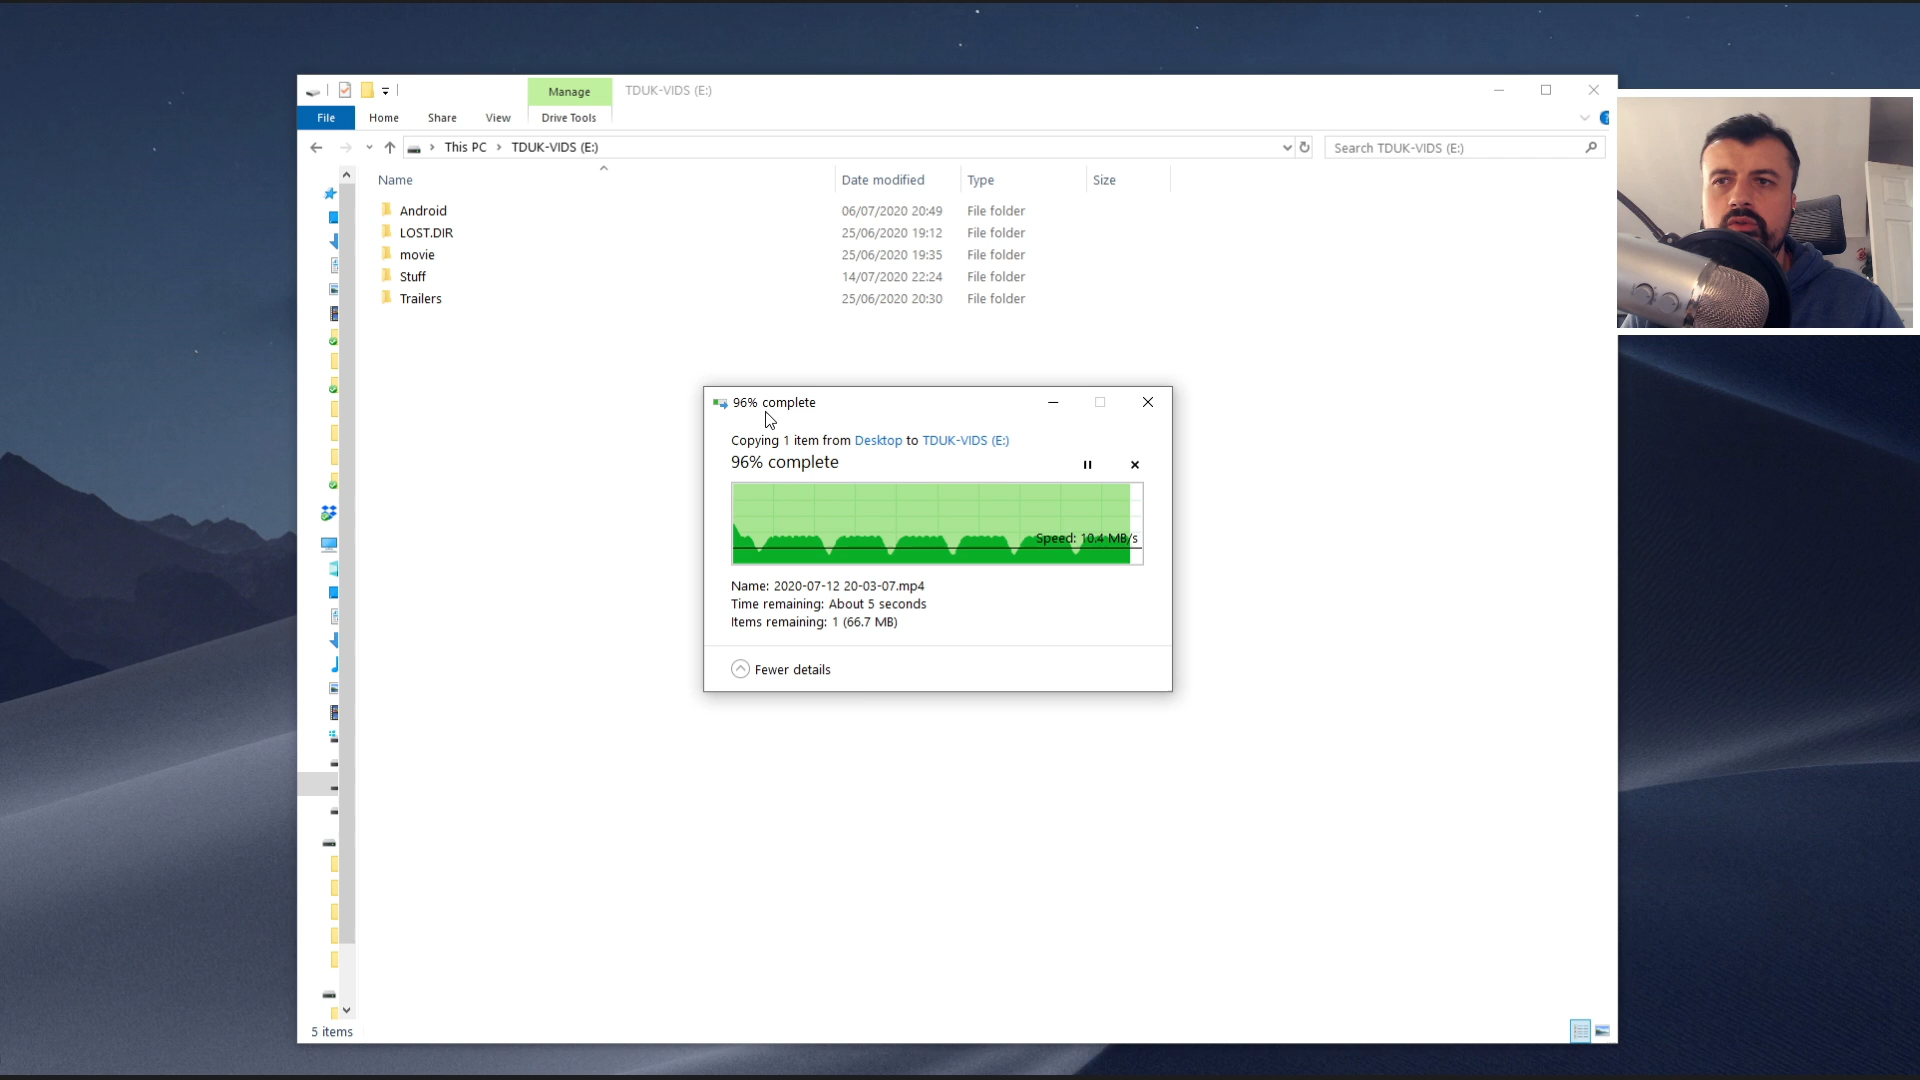 Manage
TDUK-VIDS (E:)
File
Home
Share
View
Drive Tools
This PC
TDUK-VIDS (E:)
Search TDUK-VIDS (E:)
Name
Date modified
Type
Size
Android 06/07/2020 20:49 File folder
LOST.DIR 25/06/2020 19:12 File folder
movie 25/06/2020 19:35 File folder
Stuff 14/07/2020 22:24 File folder
Trailers 25/06/2020 20:30 File folder
96% complete
Copying 1 item from Desktop to TDUK-VIDS (E:)
96% complete
Speed: 10.4 MB/s
Name: 2020-07-12 20-03-07.mp4
Time remaining: About 5 seconds
Items remaining: 1 (66.7 MB)
Fewer details
5 items